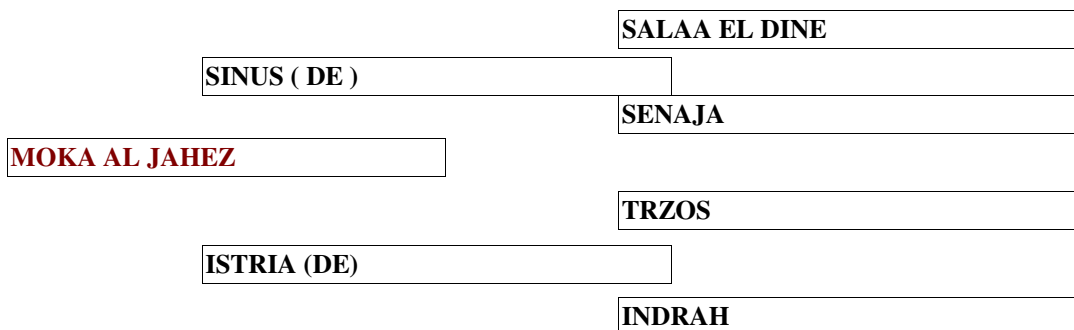 SALAA EL DINE
SINUS ( DE )
SENAJA
MOKA AL JAHEZ
TRZOS
ISTRIA (DE)
INDRAH